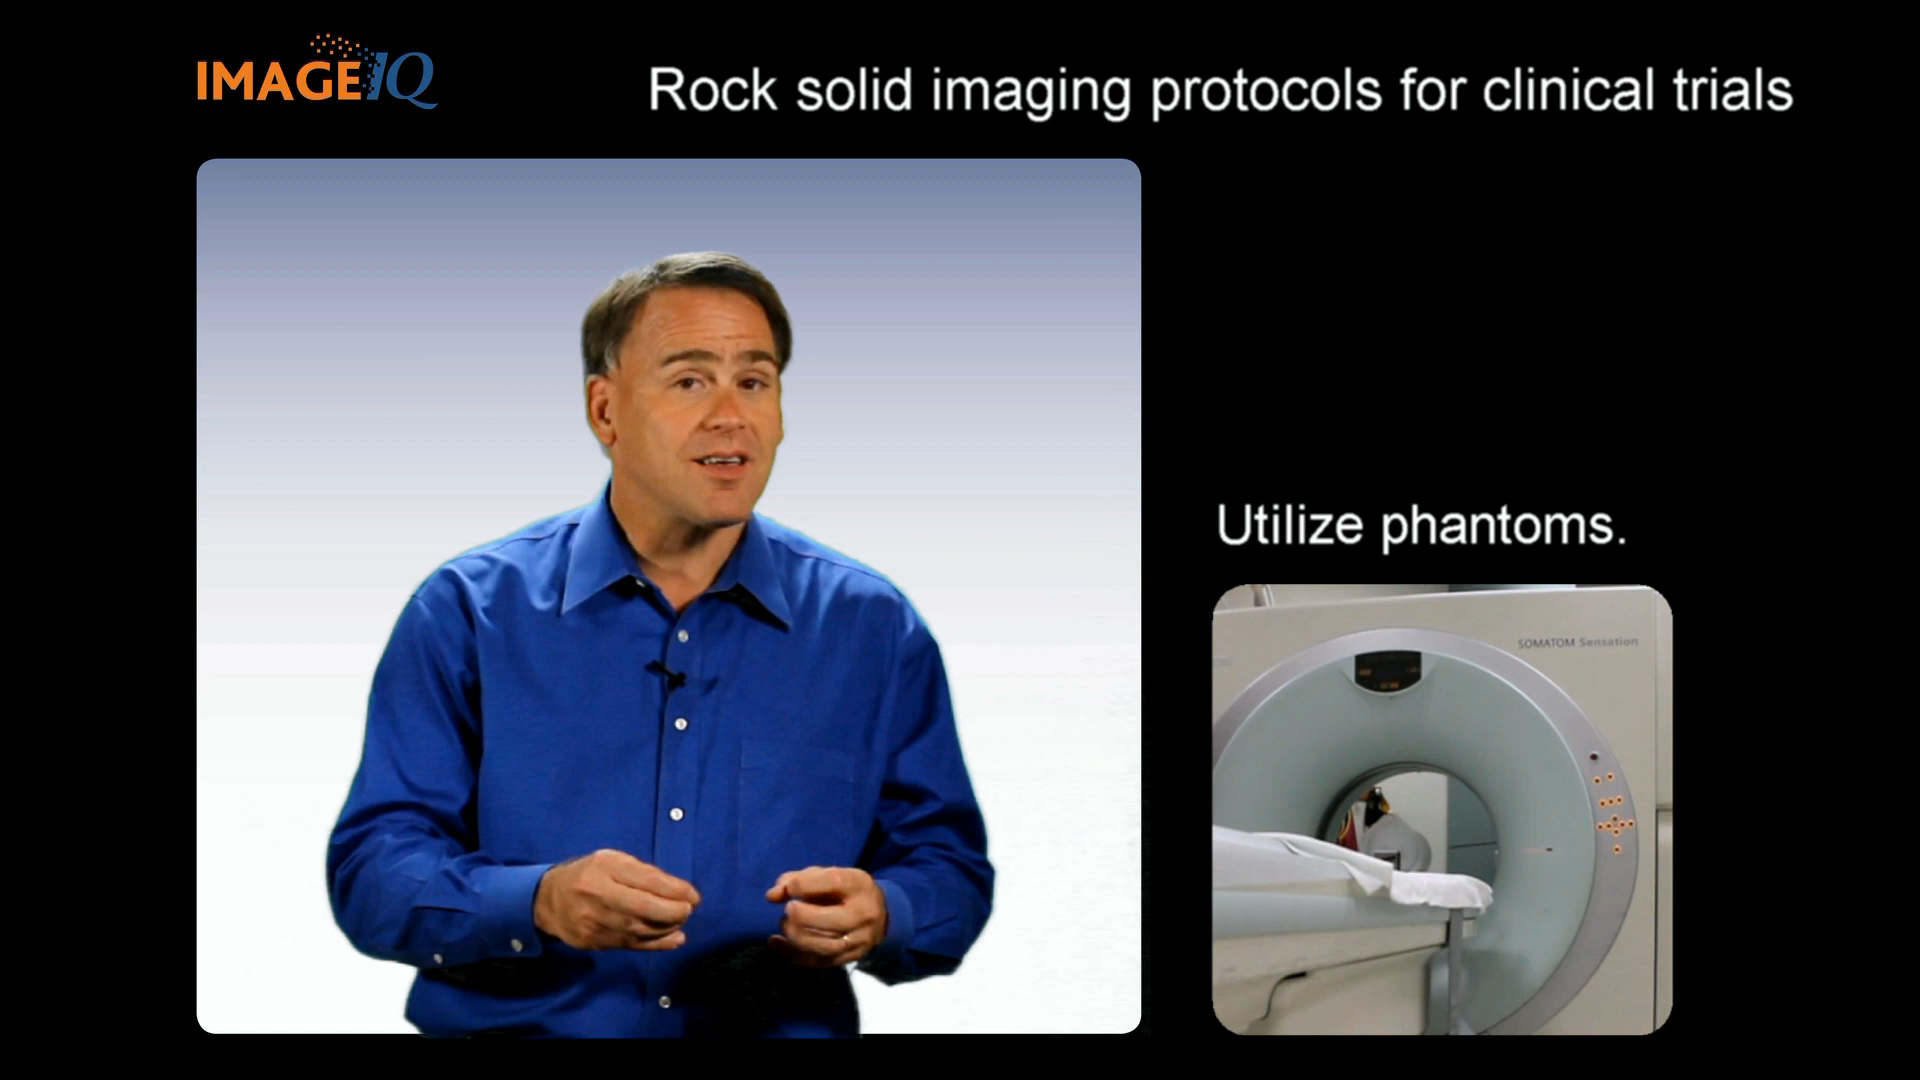 IMAGEIQ
Rock solid imaging protocols for clinical trials
Utilize phantoms.
SOMATOM Sensation